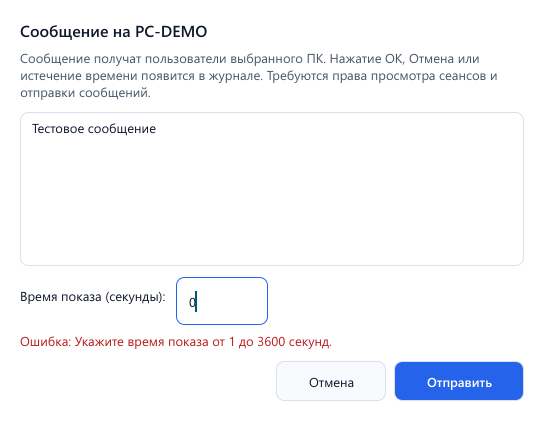 Сообщение на PC-DEMO
Сообщение получат пользователи выбранного ПК. Нажатие ОК, Отмена или
истечение времени появится в журнале. Требуются права просмотра сеансов и
отправки сообщений.
Тестовое сообщение
Время показа (секунды): 0
Ошибка: Укажите время показа от 1 до 3600 секунд.
Отмена Отправить